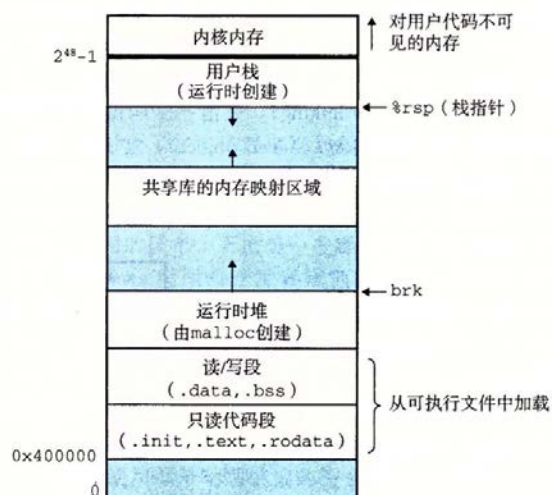 内核内存
对用户代码不可
见的内存
2⁴⁸-1
用户栈
(运行时创建)
%rsp(栈指针)
共享库的内存映射区域
brk
运行时堆
(由malloc创建)
读/写段
(.data,.bss)
只读代码段
(.init,.text,.rodata)
从可执行文件中加载
0x400000
0